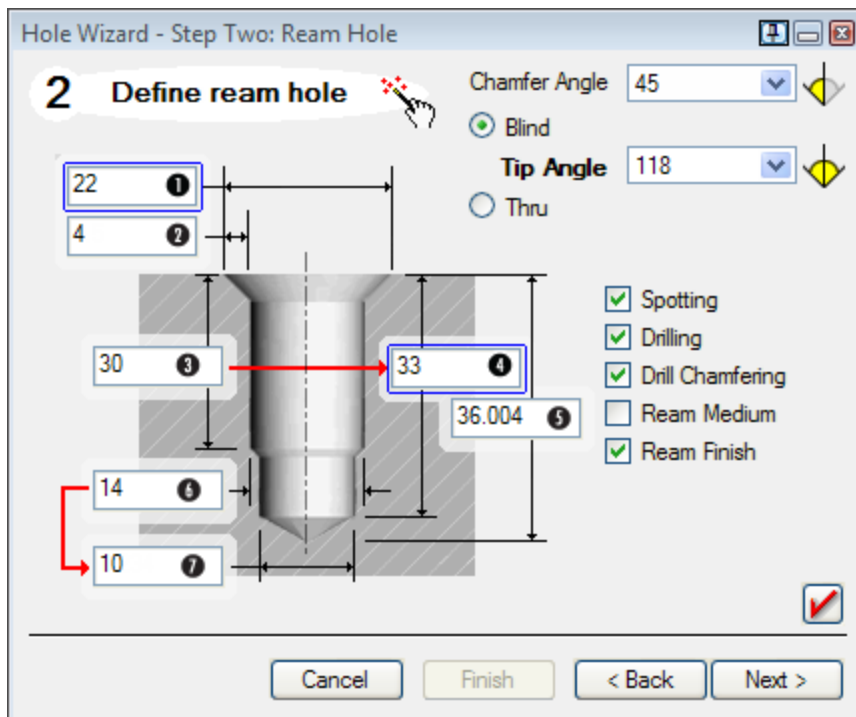 Hole Wizard - Step Two: Ream Hole
2 Define ream hole
Chamfer Angle 45
Blind
Tip Angle 118
Thru
22 1
4 2
30 3
33 4
36.004 5
14 6
10 7
Spotting
Drilling
Drill Chamfering
Ream Medium
Ream Finish
Cancel Finish < Back Next >